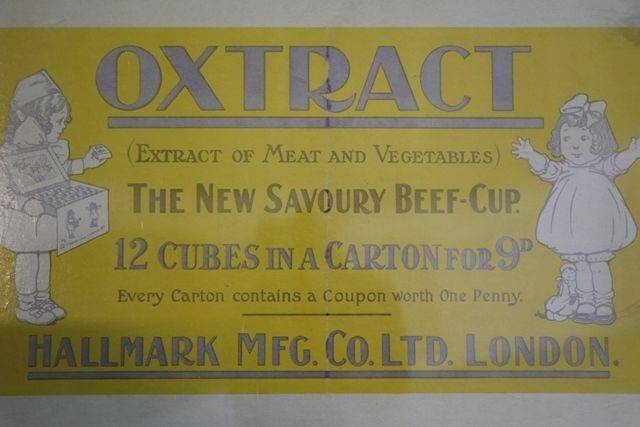 OXTRACT
(EXTRACT OF MEAT AND VEGETABLES)
THE NEW SAVOURY BEEF-CUP.
12 CUBES IN A CARTON FOR 9D
Every Carton contains a Coupon worth One Penny.
HALLMARK MFG. CO. LTD. LONDON.